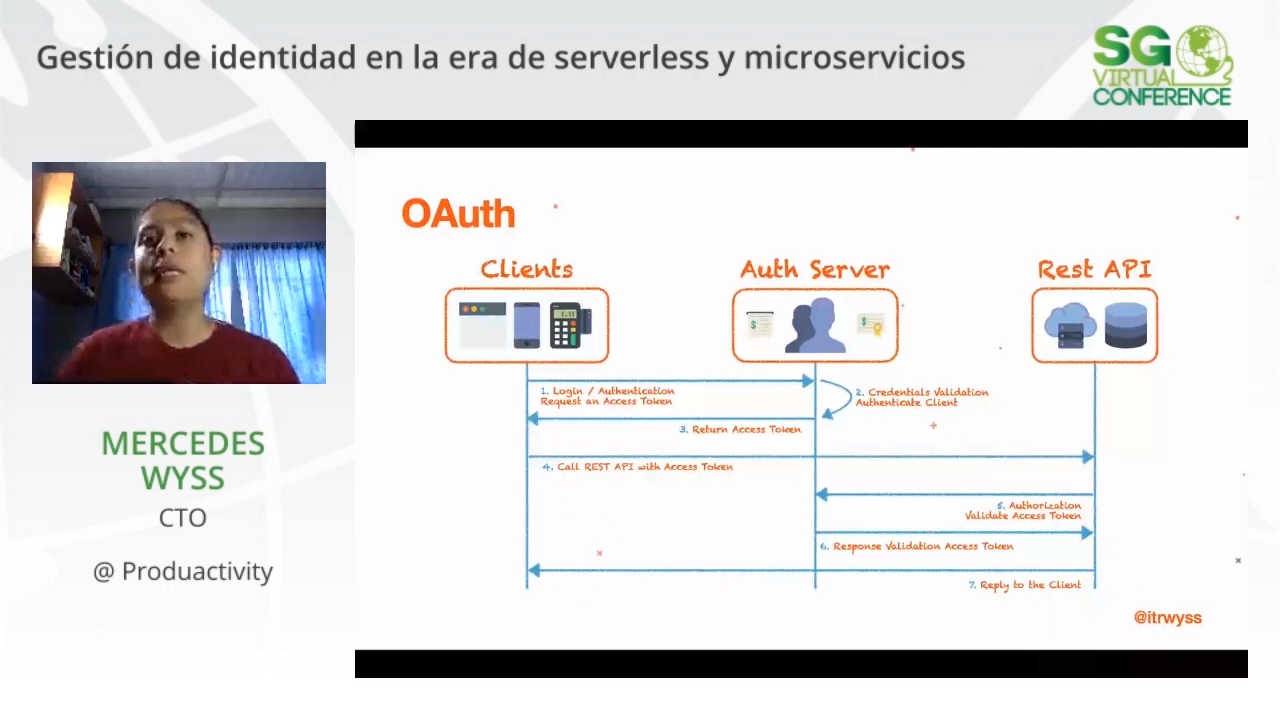 Gestión de identidad en la era de serverless y microservicios
SG
VIRTUAL
CONFERENCE
OAuth
Clients
Auth Server
Rest API
1. Login / Authentication
Request an Access Token
2. Credentials Validation
Authenticate Client
3. Return Access Token
4. Call REST API with Access Token
5. Authorization
Validate Access Token
6. Response Validation Access Token
7. Reply to the Client
@itrwyss
MERCEDES
WYSS
CTO
@ Produactivity